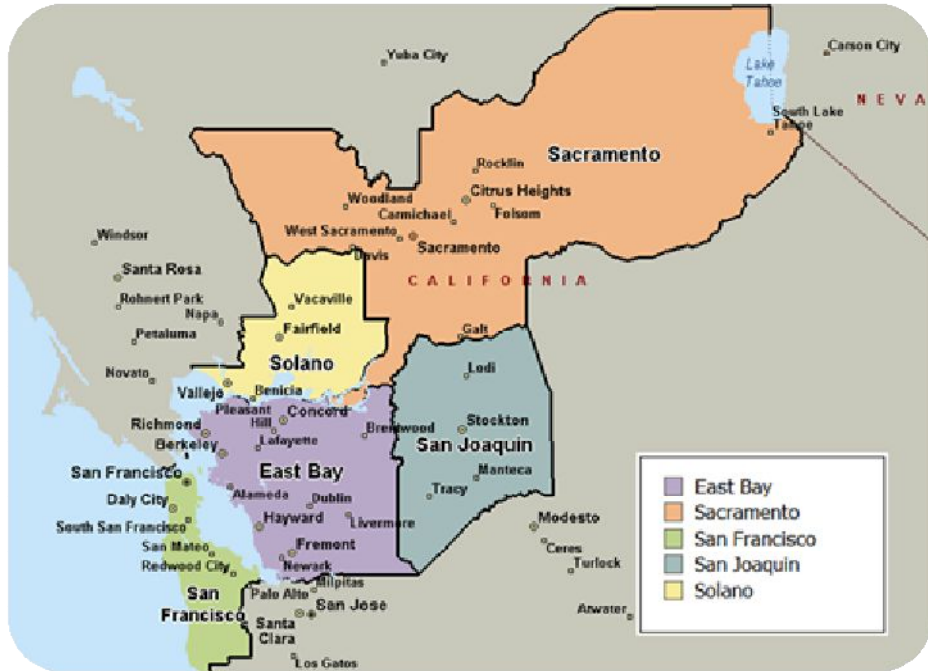 Yuba City
Carson City
Lake
Tahoe
NEVA
South Lake
Tahoe
Sacramento
Rocklin
Citrus Heights
Woodland
Folsom
Carmichael
West Sacramento
Sacramento
Davis
Windsor
Santa Rosa
CALIFORNIA
Rohnert Park
Vacaville
Napa
Fairfield
Petaluma
Galt
Solano
Novato
Lodi
Vallejo
Benicia
Pleasant
Hill
Concord
Richmond
Brentwood
Stockton
Berkeley
Lafayette
San Joaquin
San Francisco
East Bay
Manteca
Alameda
Dublin
Tracy
Daly City
Hayward
Livermore
South San Francisco
Modesto
San Mateo
Fremont
Ceres
Redwood City
Newark
Turlock
Milpitas
Palo Alto
San
Francisco
San Jose
Santa
Clara
Atwater
Los Gatos
East Bay
Sacramento
San Francisco
San Joaquin
Solano